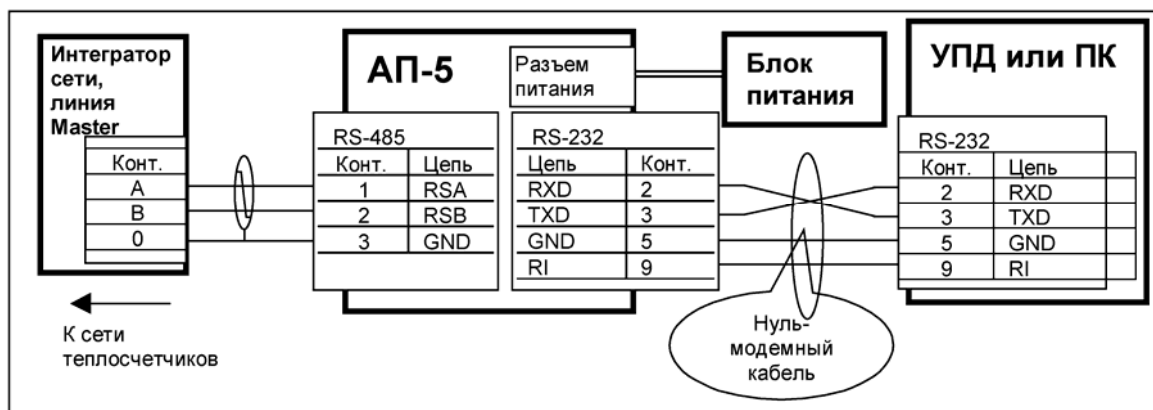 Интегратор
сети,
линия
Master
Конт.
A
B
0
К сети
теплосчетчиков
АП-5
Разъем
питания
RS-485
Конт. Цепь
1 RSA
2 RSB
3 GND
RS-232
Цепь Конт.
RXD 2
TXD 3
GND 5
RI 9
Блок
питания
Нуль-
модемный
кабель
УПД или ПК
RS-232
Конт. Цепь
2 RXD
3 TXD
5 GND
9 RI